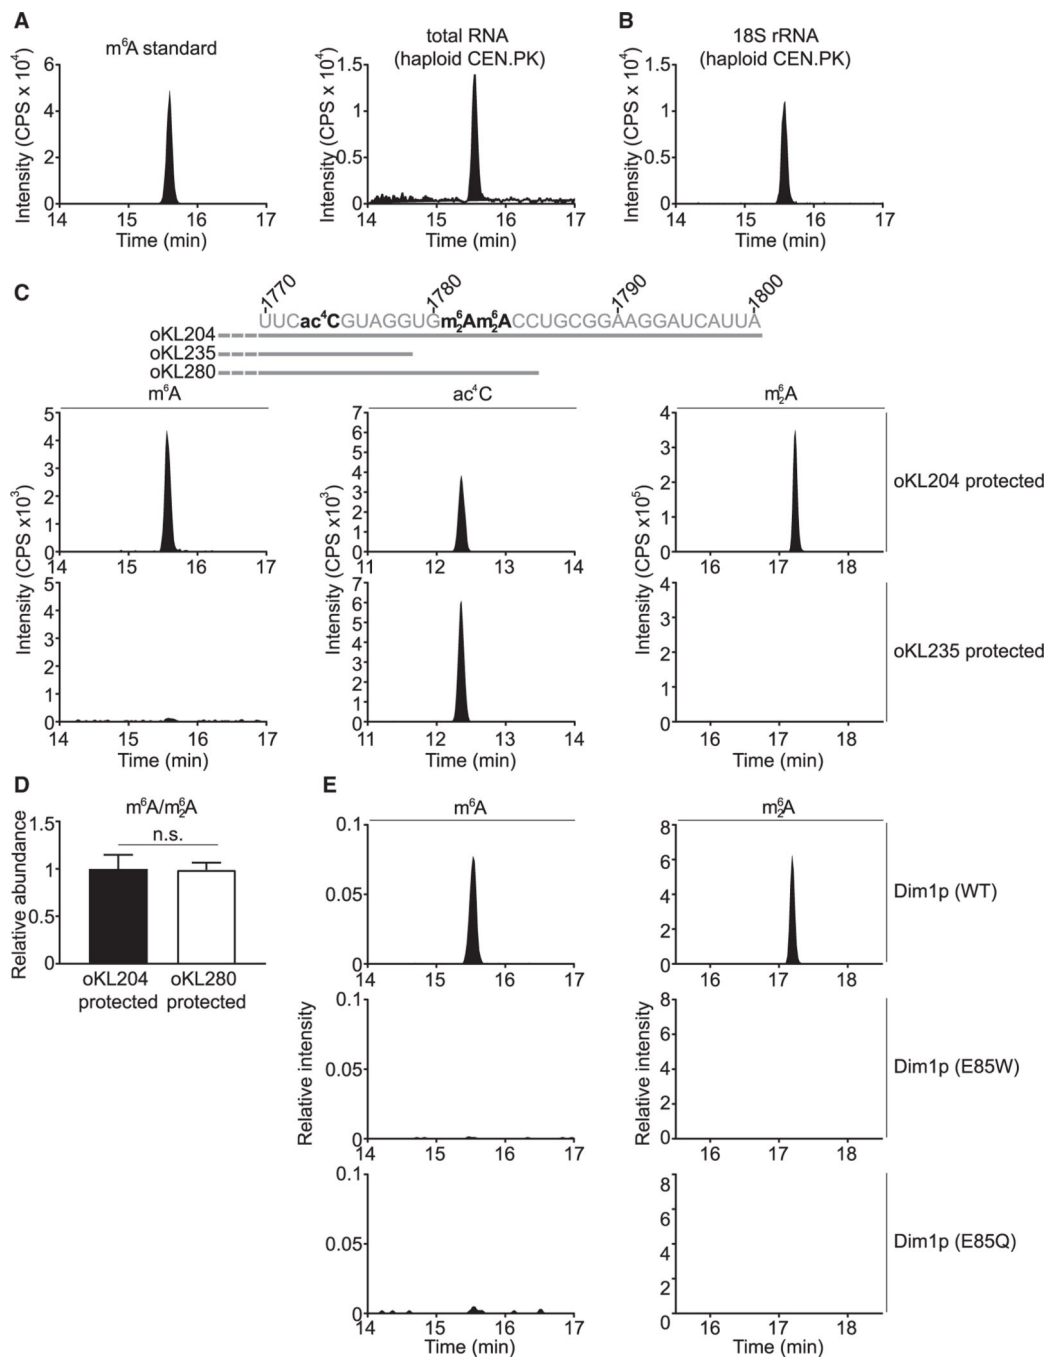 A
m⁶A standard
Intensity (CPS x 10⁴)
6
4
2
0
14 15 16 17
Time (min)
total RNA
(haploid CEN.PK)
Intensity (CPS x 10⁴)
1.5
1
0.5
0
14 15 16 17
Time (min)
B
18S rRNA
(haploid CEN.PK)
Intensity (CPS x 10⁴)
1.5
1
0.5
0
14 15 16 17
Time (min)
C
1770 1780 1790 1800
UUCac⁴CGUAGGUGm⁶₂Am⁶₂ACCUGCGGAAGGAUCAUUA
oKL204
oKL235
oKL280
m⁶A
ac⁴C
m⁶₂A
Intensity (CPS x10³)
5
4
3
2
1
0
14 15 16 17
Intensity (CPS x10³)
7
6
5
4
3
2
1
0
11 12 13 14
Intensity (CPS x10⁵)
4
3
2
1
0
16 17 18
oKL204 protected
5
4
3
2
1
0
14 15 16 17
Time (min)
7
6
5
4
3
2
1
0
11 12 13 14
Time (min)
4
3
2
1
0
16 17 18
Time (min)
oKL235 protected
D
m⁶A/m⁶₂A
n.s.
Relative abundance
1.5
1
0.5
0
oKL204 oKL280
protected protected
E
m⁶A
m⁶₂A
Relative intensity
0.1
0.05
0
14 15 16 17
Relative intensity
8
6
4
2
0
16 17 18
Dim1p (WT)
0.1
0.05
0
14 15 16 17
8
6
4
2
0
16 17 18
Dim1p (E85W)
0.1
0.05
0
14 15 16 17
Time (min)
8
6
4
2
0
16 17 18
Time (min)
Dim1p (E85Q)